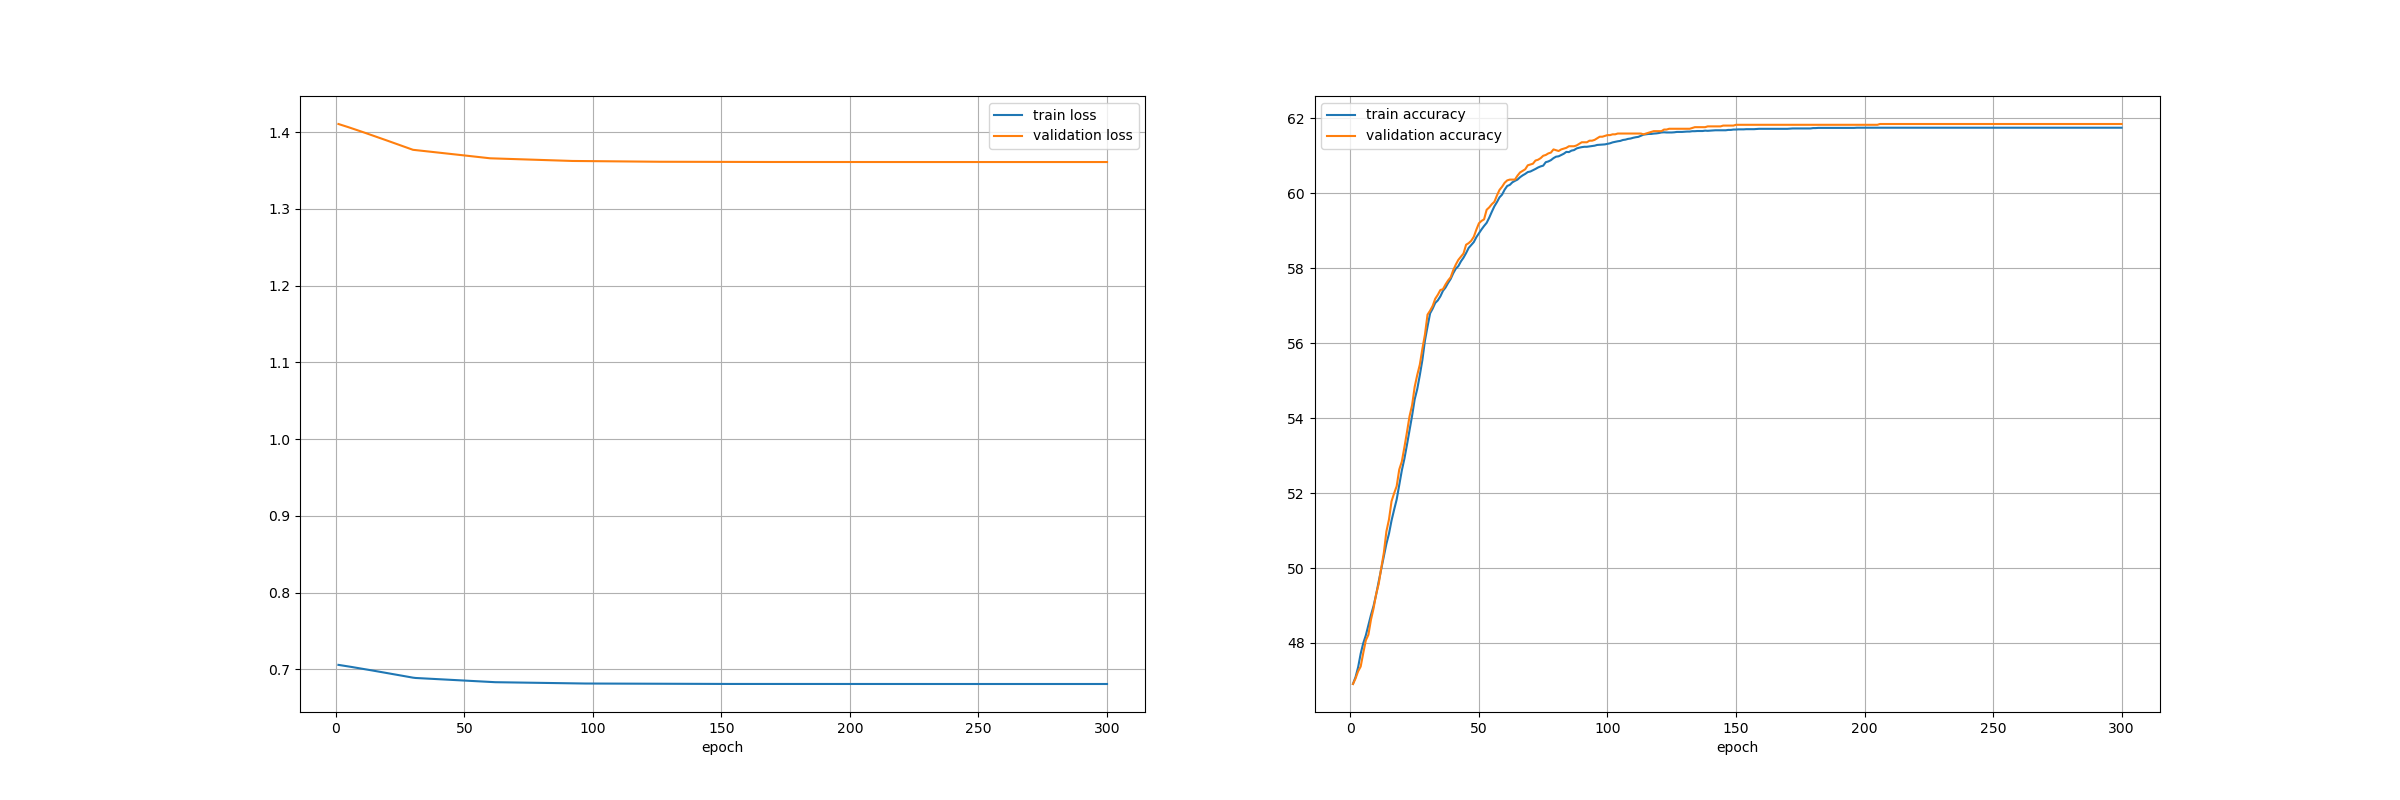 train loss
validation loss
1.4
1.3
1.2
1.1
1.0
0.9
0.8
0.7
0 50 100 150 200 250 300
epoch
train accuracy
validation accuracy
62
60
58
56
54
52
50
48
0 50 100 150 200 250 300
epoch